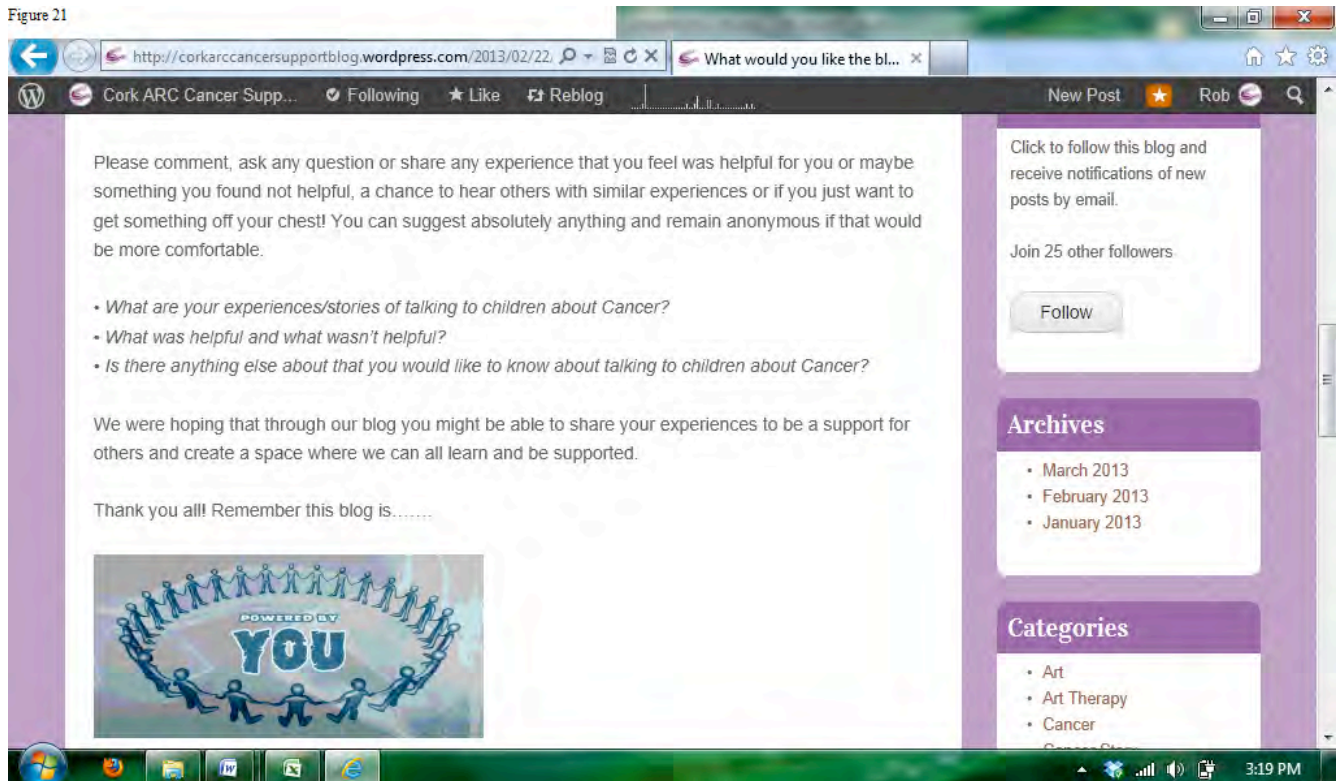 Figure 21
http://corkarccancersupportblog.wordpress.com/2013/02/22
What would you like the bl...
Cork ARC Cancer Supp... Following Like Reblog New Post Rob
Please comment, ask any question or share any experience that you feel was helpful for you or maybe
something you found not helpful, a chance to hear others with similar experiences or if you just want to
get something off your chest! You can suggest absolutely anything and remain anonymous if that would
be more comfortable.
• What are your experiences/stories of talking to children about Cancer?
• What was helpful and what wasn't helpful?
• Is there anything else about that you would like to know about talking to children about Cancer?
We were hoping that through our blog you might be able to share your experiences to be a support for
others and create a space where we can all learn and be supported.
Thank you all! Remember this blog is.......
POWERED BY
YOU
Click to follow this blog and
receive notifications of new
posts by email.
Join 25 other followers
Follow
Archives
• March 2013
• February 2013
• January 2013
Categories
• Art
• Art Therapy
• Cancer
3:19 PM